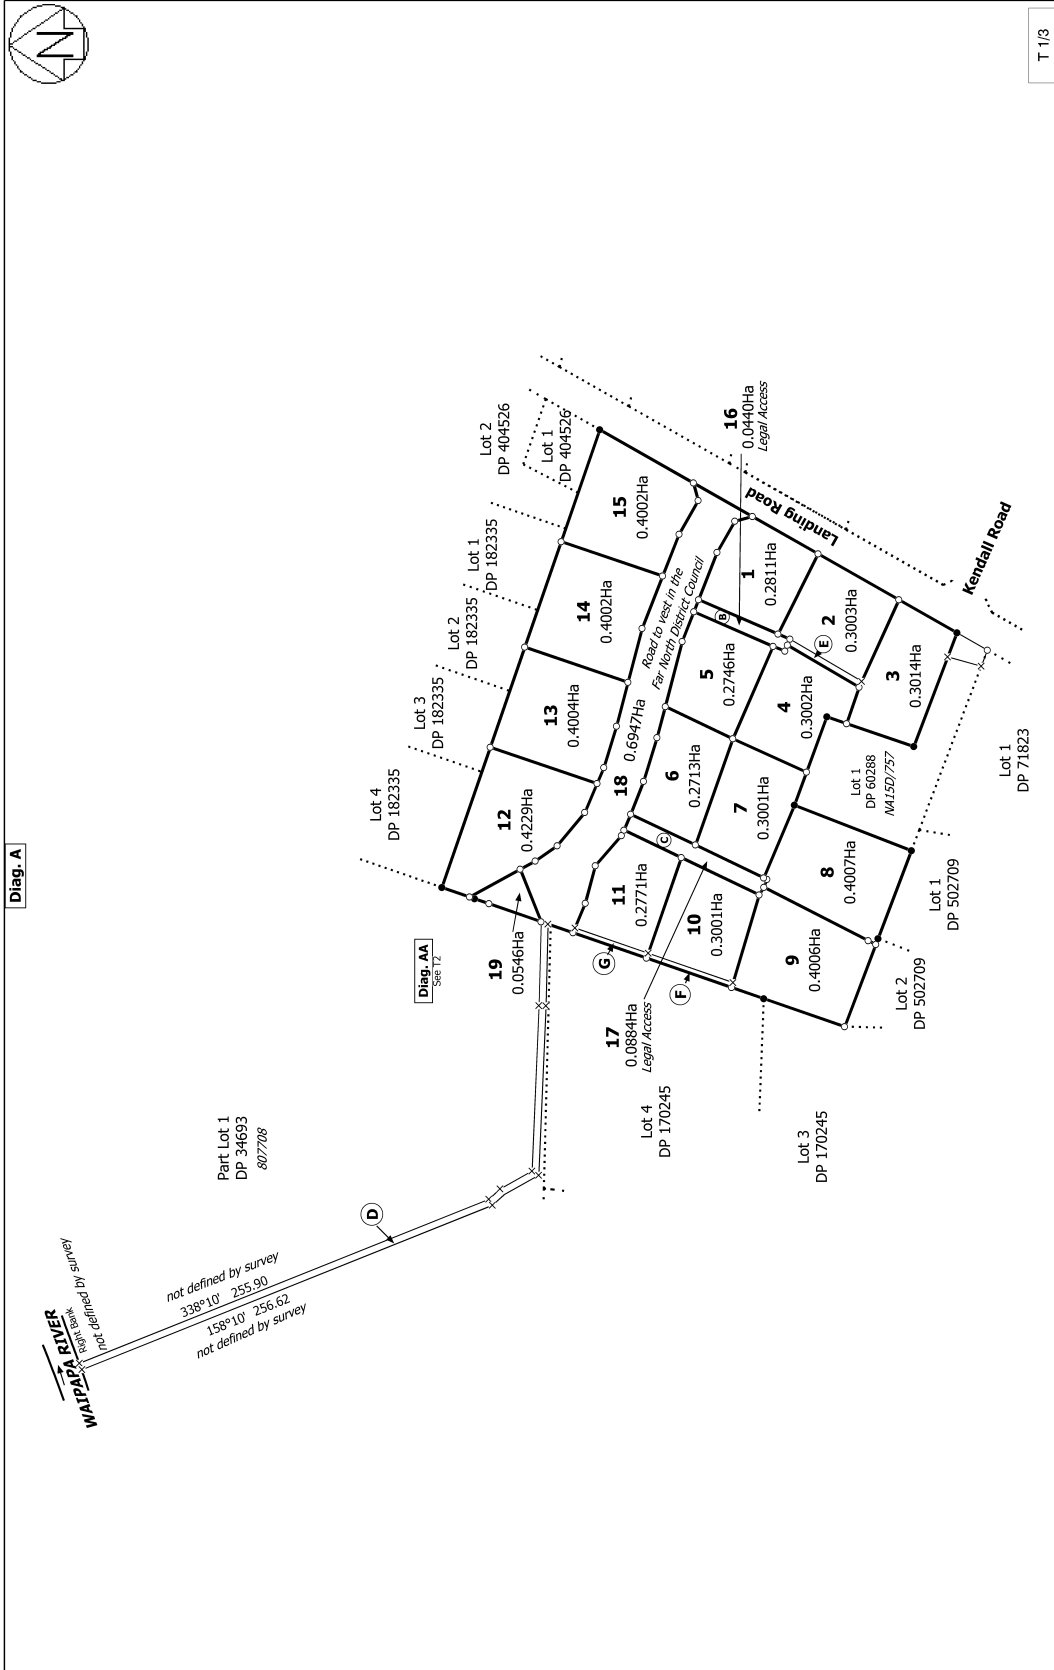 Diag. A
N
T 1/3
WAIPAPA RIVER
Right Bank
not defined by survey
not defined by survey
338°10' 255.90
158°10' 256.62
not defined by survey
D
Part Lot 1
DP 34693
807708
Diag. AA
See T2
Lot 4
DP 182335
Lot 3
DP 182335
Lot 2
DP 182335
Lot 1
DP 182335
Lot 2
DP 404526
Lot 1
DP 404526
12
0.4229Ha
13
0.4004Ha
14
0.4002Ha
15
0.4002Ha
19
0.0546Ha
18
0.6947Ha
Road to vest in the
Far North District Council
16
0.0440Ha
Legal Access
Landing Road
Kendall Road
G
F
11
0.2771Ha
C
6
0.2713Ha
5
0.2746Ha
B
1
0.2811Ha
17
0.0884Ha
Legal Access
10
0.3001Ha
7
0.3001Ha
4
0.3002Ha
E
2
0.3003Ha
9
0.4006Ha
8
0.4007Ha
Lot 1
DP 60288
NA15D/757
3
0.3014Ha
Lot 4
DP 170245
Lot 3
DP 170245
Lot 2
DP 502709
Lot 1
DP 502709
Lot 1
DP 71823